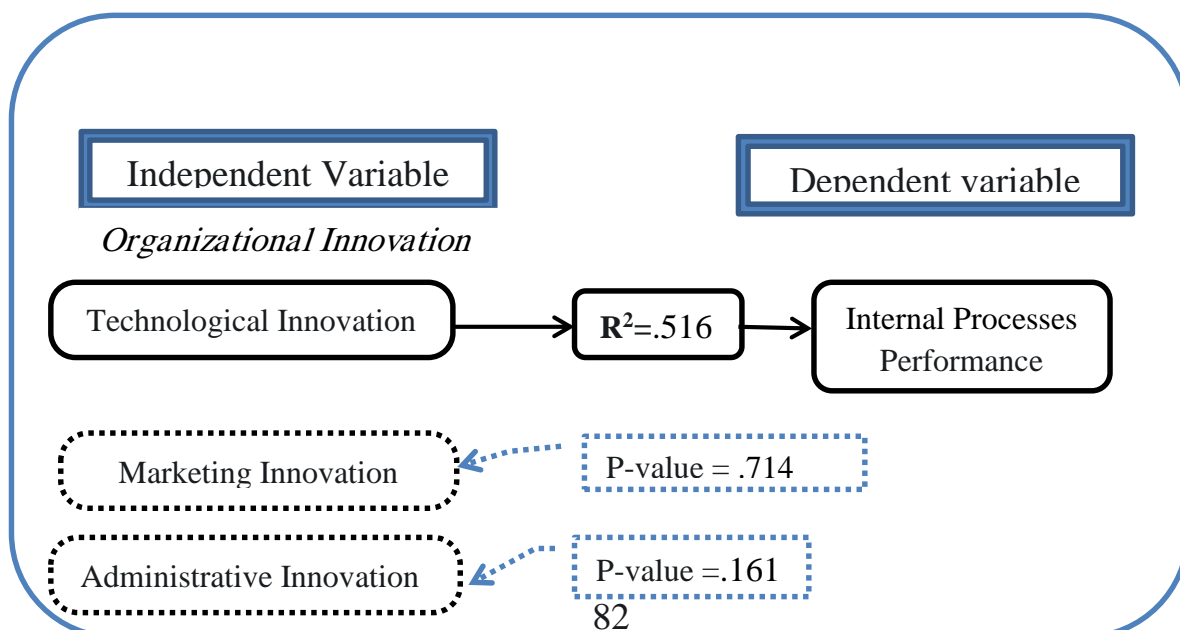 Independent Variable
Dependent variable
Organizational Innovation
Technological Innovation
R²=.516
Internal Processes
Performance
Marketing Innovation
P-value = .714
Administrative Innovation
P-value =.161
82